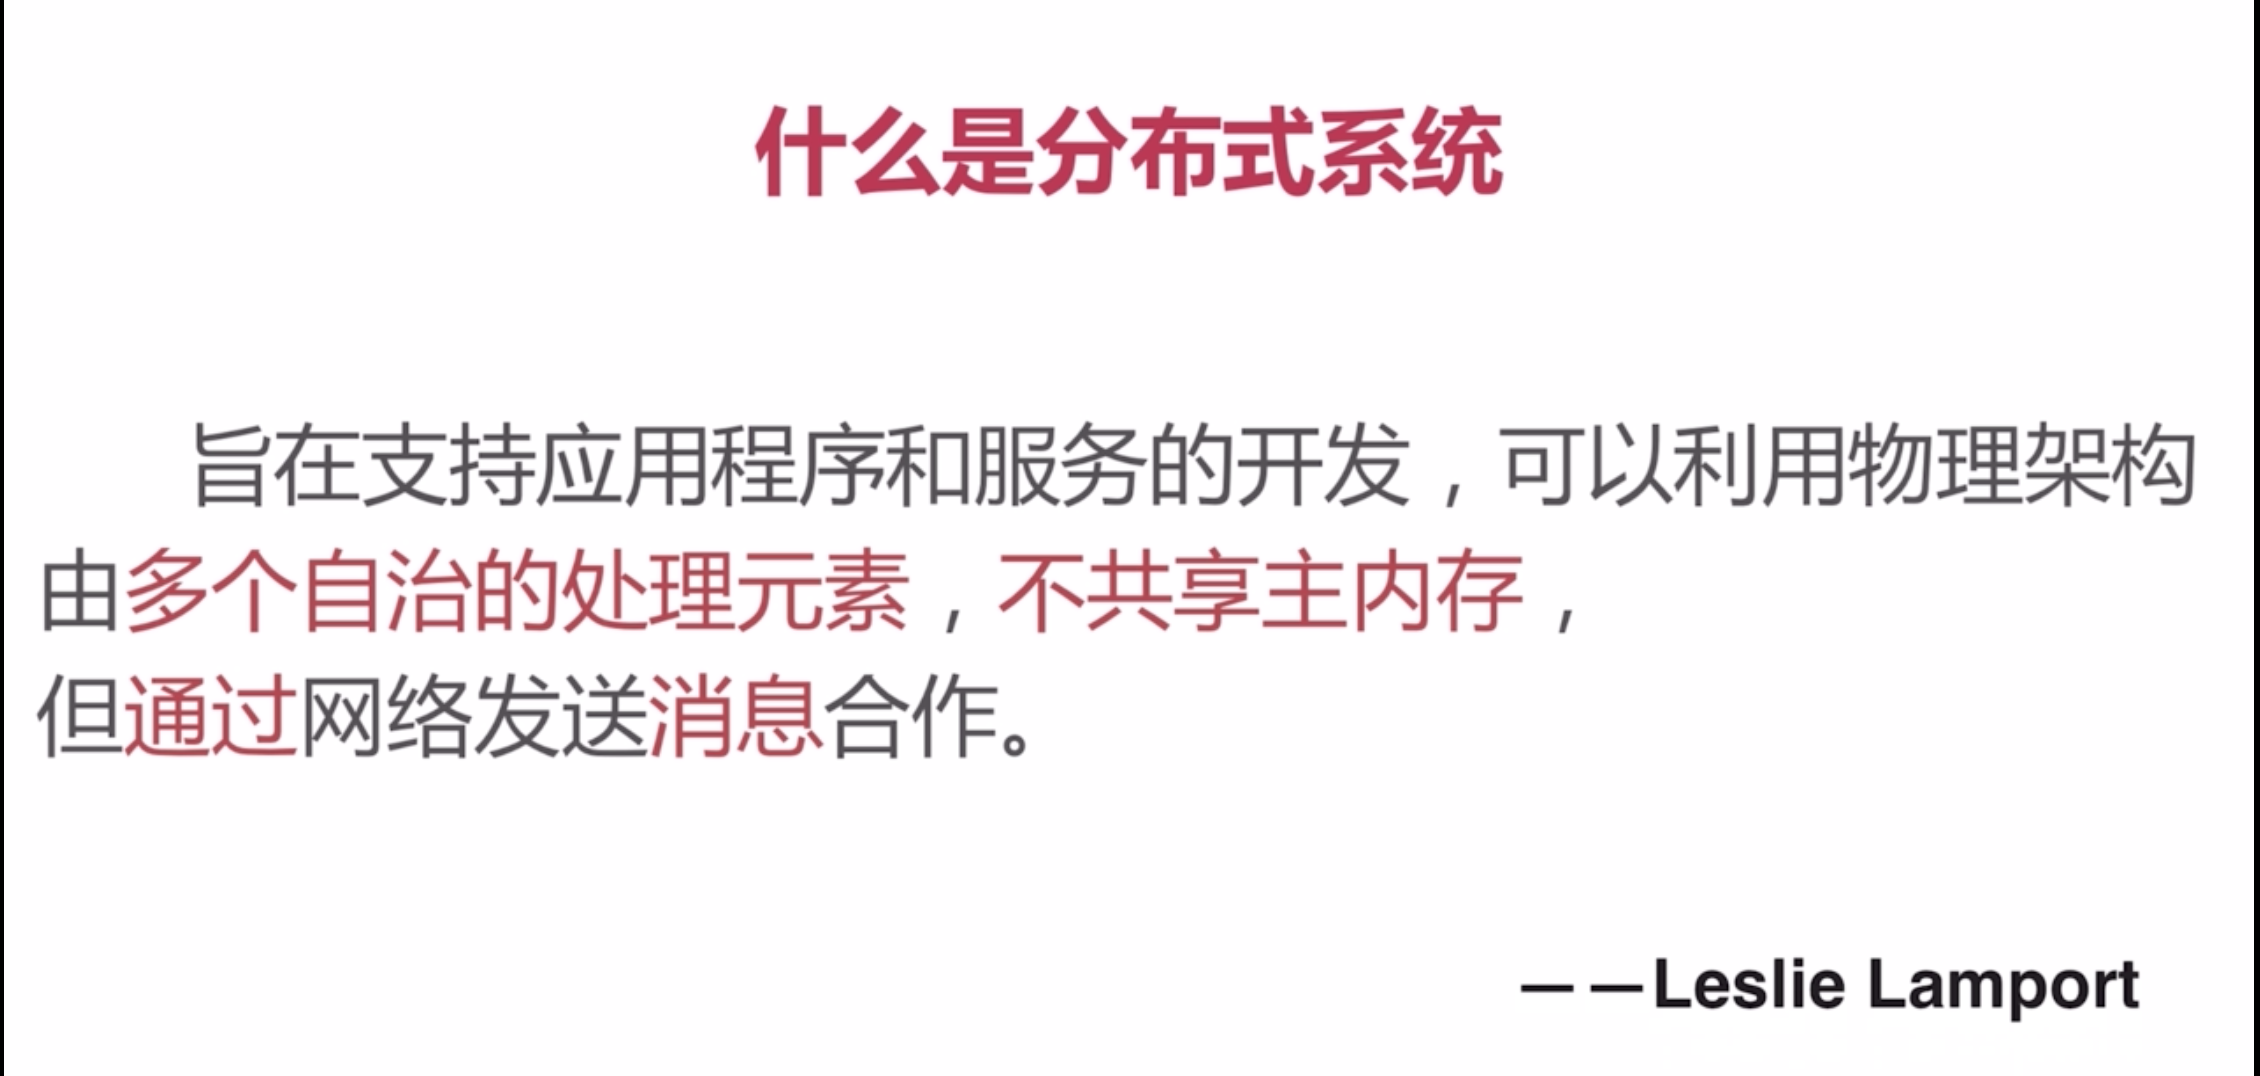 什么是分布式系统
旨在支持应用程序和服务的开发，可以利用物理架构
由多个自治的处理元素，不共享主内存，
但通过网络发送消息合作。
——Leslie Lamport